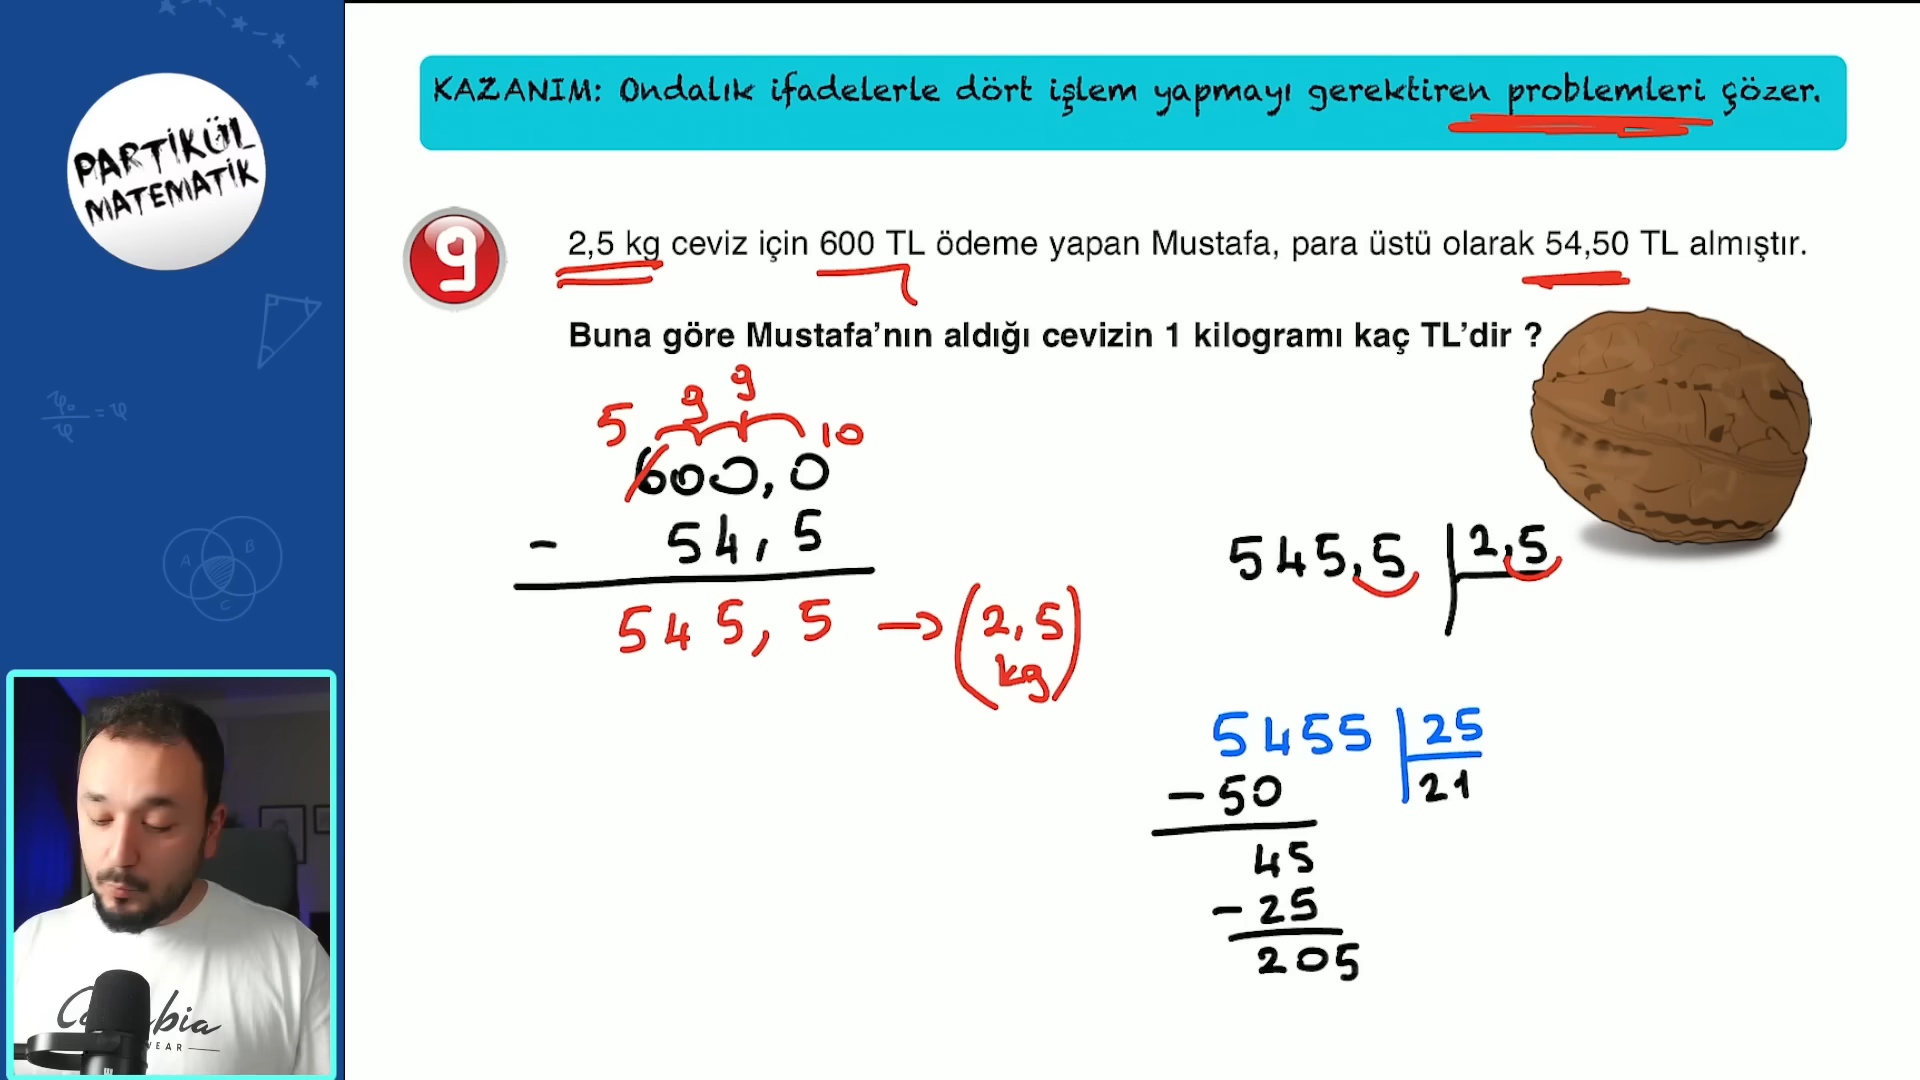 PARTİKÜL
MATEMATİK
KAZANIM: Ondalık ifadelerle dört işlem yapmayı gerektiren problemleri çözer.
9
2,5 kg ceviz için 600 TL ödeme yapan Mustafa, para üstü olarak 54,50 TL almıştır.
Buna göre Mustafa’nın aldığı cevizin 1 kilogramı kaç TL’dir ?
5 9 9 10
600,0
- 54,5
545,5 → (2,5 kg)
545,5 2,5
5455 25
-50 21
45
-25
205
A B
C